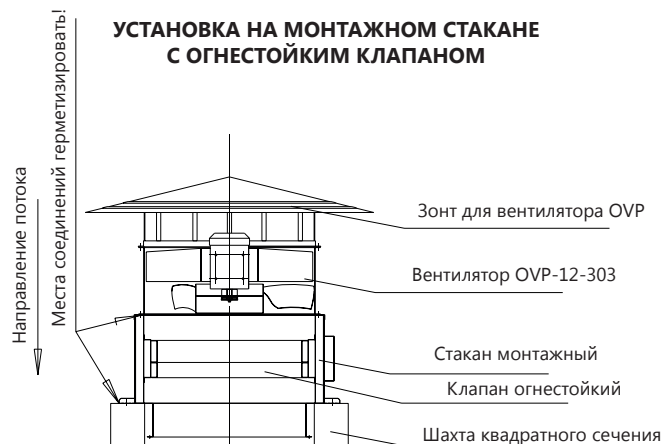 УСТАНОВКА НА МОНТАЖНОМ СТАКАНЕ
С ОГНЕСТОЙКИМ КЛАПАНОМ
Места соединений герметизировать!
Направление потока
Зонт для вентилятора OVP
Вентилятор OVP-12-303
Стакан монтажный
Клапан огнестойкий
Шахта квадратного сечения